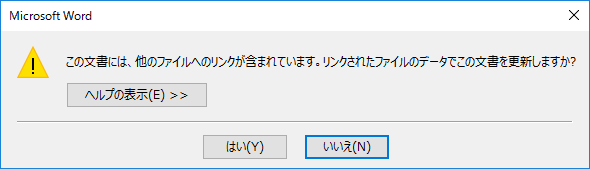 Microsoft Word
この文書には、他のファイルへのリンクが含まれています。リンクされたファイルのデータでこの文書を更新しますか?
ヘルプの表示(E) >>
はい(Y)
いいえ(N)